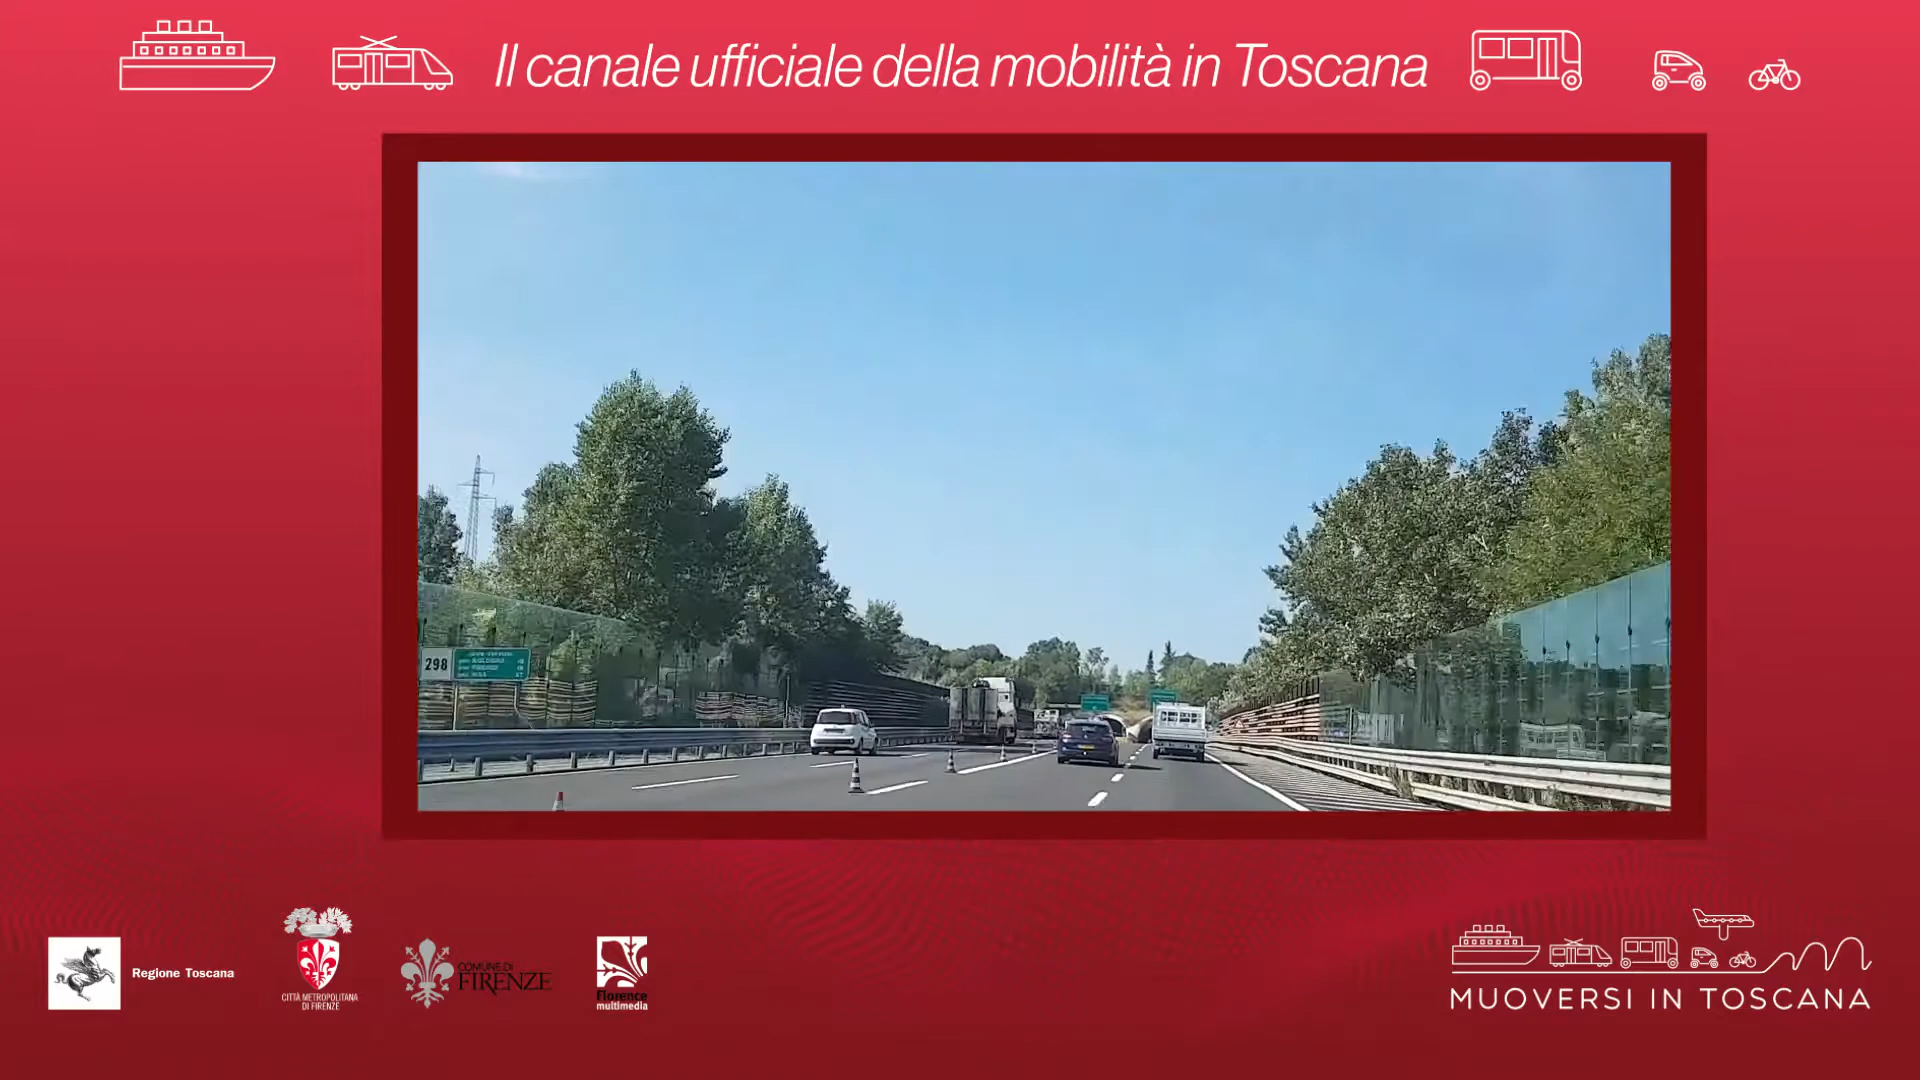 Il canale ufficiale della mobilità in Toscana
298
Regione Toscana
CITTÀ METROPOLITANA
DI FIRENZE
COMUNE DI
FIRENZE
Florence
multimedia
MUOVERSI IN TOSCANA